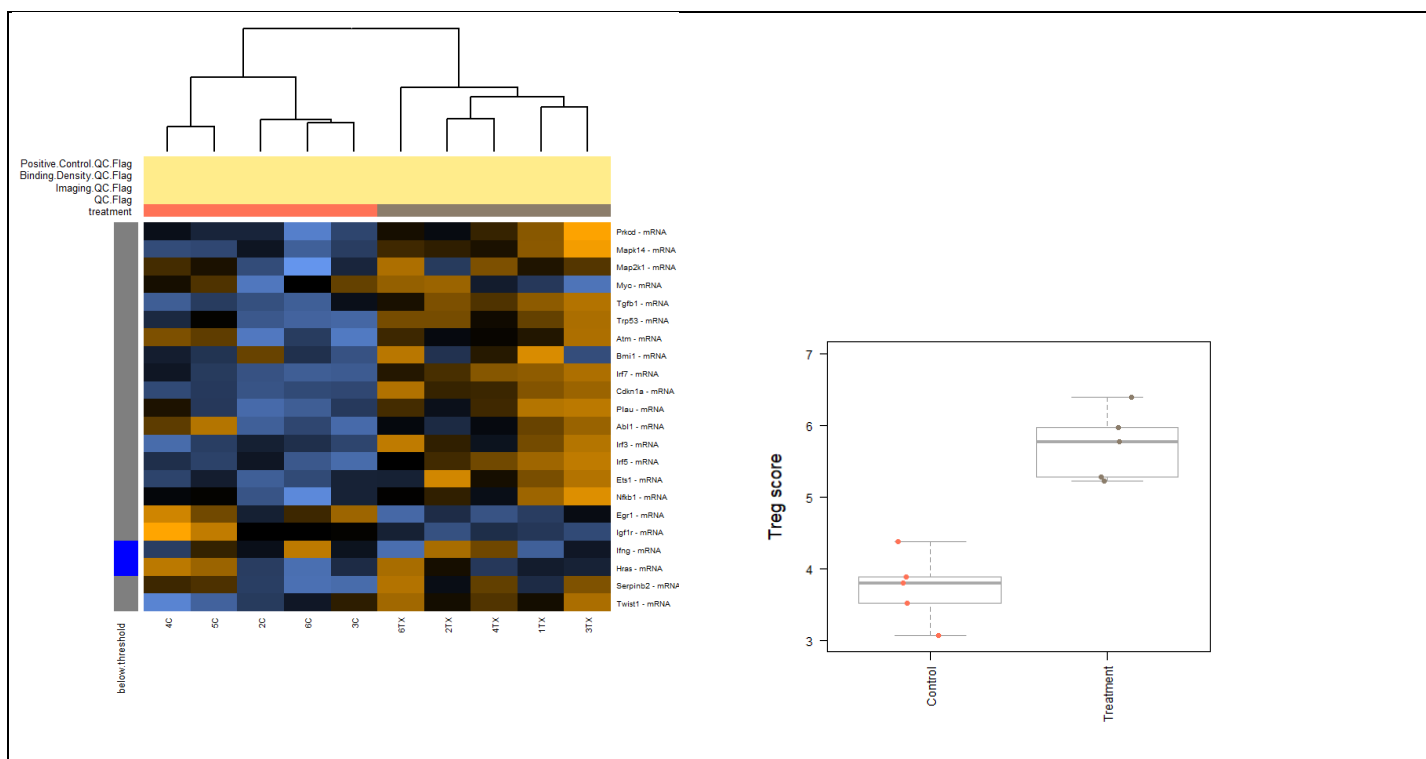 Positive.Control.QC.Flag
Binding.Density.QC.Flag
Imaging.QC.Flag
QC.Flag
treatment
Prkcd - mRNA
Mapk14 - mRNA
Map2k1 - mRNA
Myc - mRNA
Tgfb1 - mRNA
Trp53 - mRNA
Atm - mRNA
Bmi1 - mRNA
Irf7 - mRNA
Cdkn1a - mRNA
Plau - mRNA
Abl1 - mRNA
Irf3 - mRNA
Irf5 - mRNA
Ets1 - mRNA
Nfkb1 - mRNA
Egr1 - mRNA
Igf1r - mRNA
Ifng - mRNA
Hras - mRNA
Serpinb2 - mRNA
Twist1 - mRNA
below.threshold
4C
5C
2C
6C
3C
6TX
2TX
4TX
1TX
3TX
Treg score
7
6
5
4
3
Control
Treatment